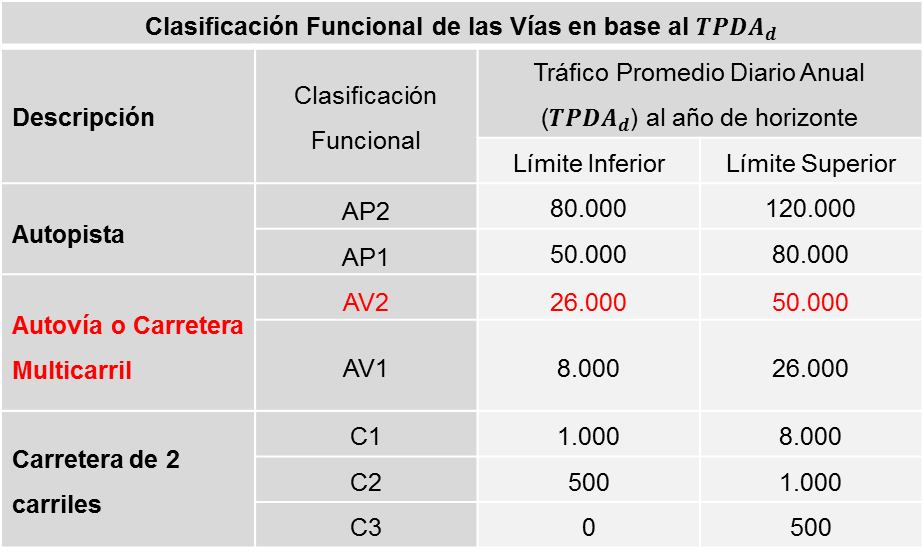 Clasificación Funcional de las Vías en base al TPDA_d
Descripción
Clasificación
Funcional
Tráfico Promedio Diario Anual
(TPDA_d) al año de horizonte
Límite Inferior
Límite Superior
Autopista
AP2
80.000
120.000
AP1
50.000
80.000
Autovía o Carretera
Multicarril
AV2
26.000
50.000
AV1
8.000
26.000
Carretera de 2
carriles
C1
1.000
8.000
C2
500
1.000
C3
0
500